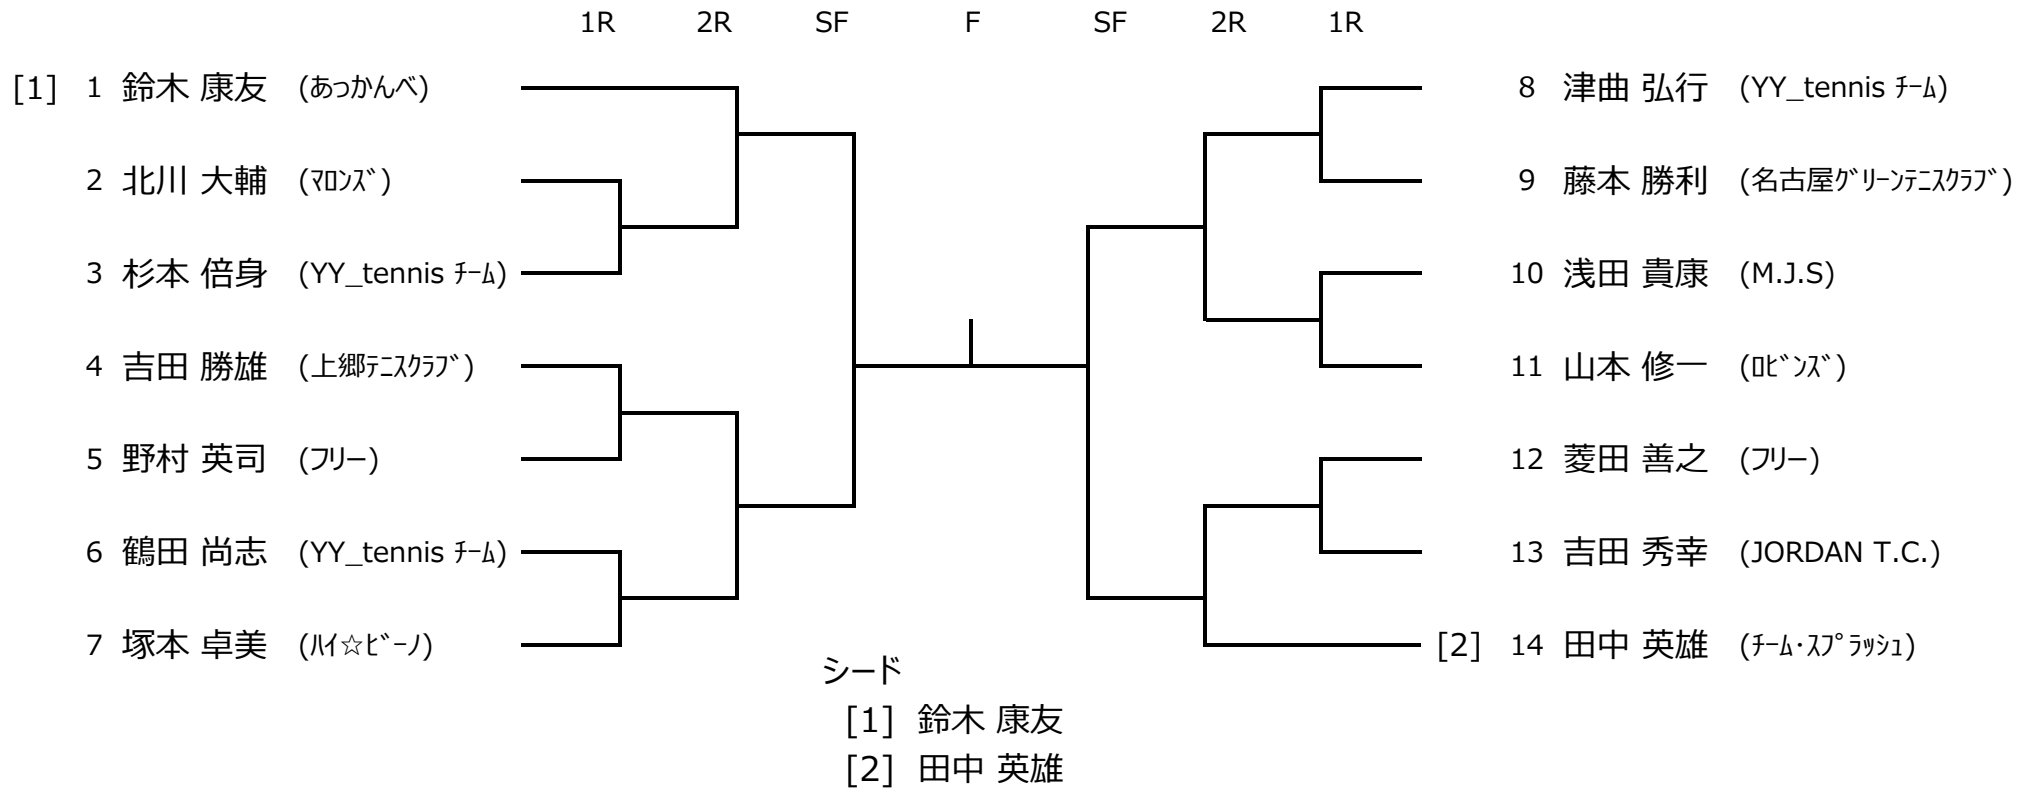 1R 2R SF F SF 2R 1R
[1] 1 鈴木 康友 (あっかんべ)
2 北川 大輔 (ﾏﾛﾝｽﾞ)
3 杉本 倍身 (YY_tennis ﾁｰﾑ)
4 吉田 勝雄 (上郷ﾃﾆｽｸﾗﾌﾞ)
5 野村 英司 (フリー)
6 鶴田 尚志 (YY_tennis ﾁｰﾑ)
7 塚本 卓美 (ﾊｲ☆ﾋﾞｰﾉ)
8 津曲 弘行 (YY_tennis ﾁｰﾑ)
9 藤本 勝利 (名古屋ｸﾞﾘｰﾝﾃﾆｽｸﾗﾌﾞ)
10 浅田 貴康 (M.J.S)
11 山本 修一 (ﾛﾋﾞﾝｽﾞ)
12 菱田 善之 (フリー)
13 吉田 秀幸 (JORDAN T.C.)
[2] 14 田中 英雄 (ﾁｰﾑ･ｽﾌﾟﾗｯｼｭ)
シード
[1] 鈴木 康友
[2] 田中 英雄